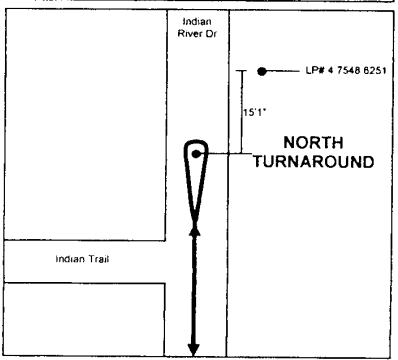 Indian
River Dr
LP# 4 7548 6251
15'1"
NORTH
TURNAROUND
Indian Trail